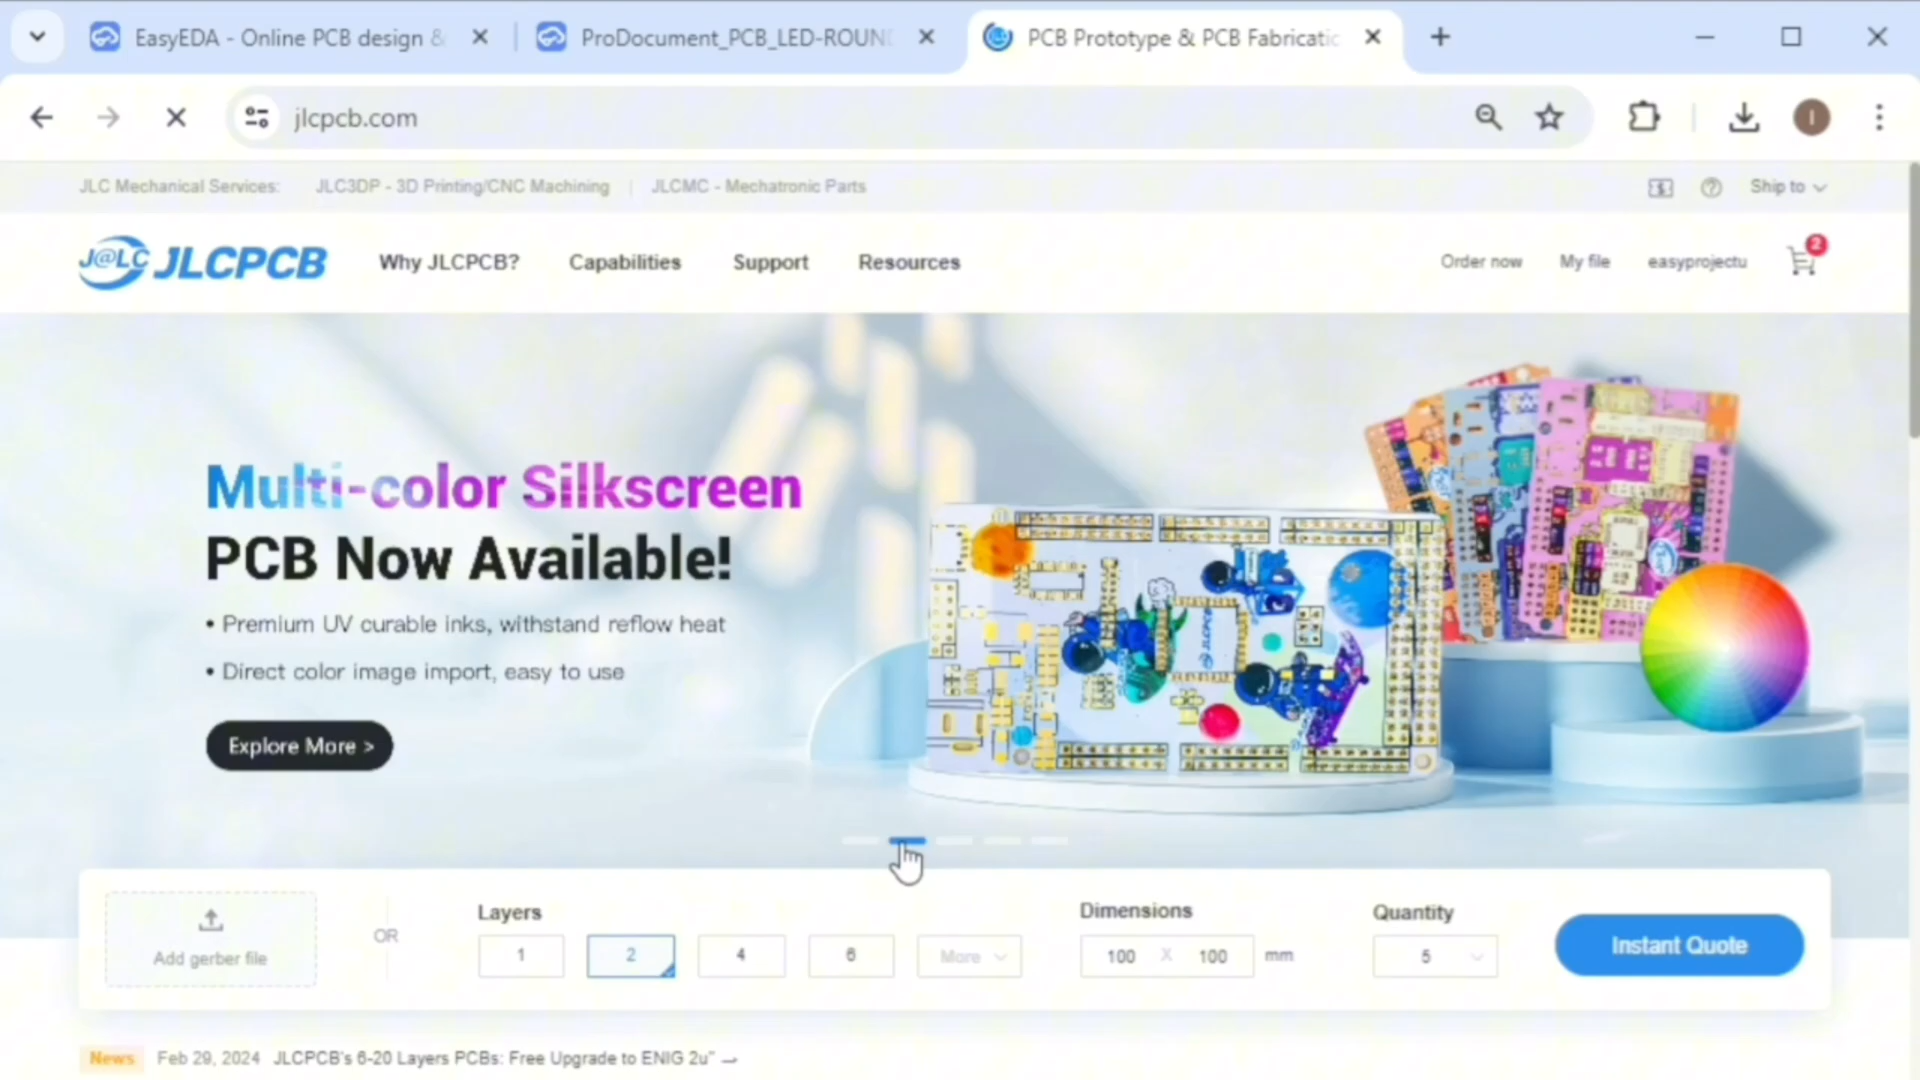 EasyEDA - Online PCB design &
ProDocument_PCB_LED-ROUN
PCB Prototype & PCB Fabricatio
jlcpcb.com
I
JLC Mechanical Services:
JLC3DP - 3D Printing/CNC Machining
JLCMC - Mechatronic Parts
Ship to
J@LC JLCPCB
Why JLCPCB?
Capabilities
Support
Resources
Order now
My file
easyprojectu
2
Multi-color Silkscreen
PCB Now Available!
• Premium UV curable inks, withstand reflow heat
• Direct color image import, easy to use
Explore More >
JLCPCB
Add gerber file
OR
Layers
1
2
4
6
More
Dimensions
100 X 100 mm
Quantity
5
Instant Quote
News
Feb 29, 2024 JLCPCB's 6-20 Layers PCBs: Free Upgrade to ENIG 2u"